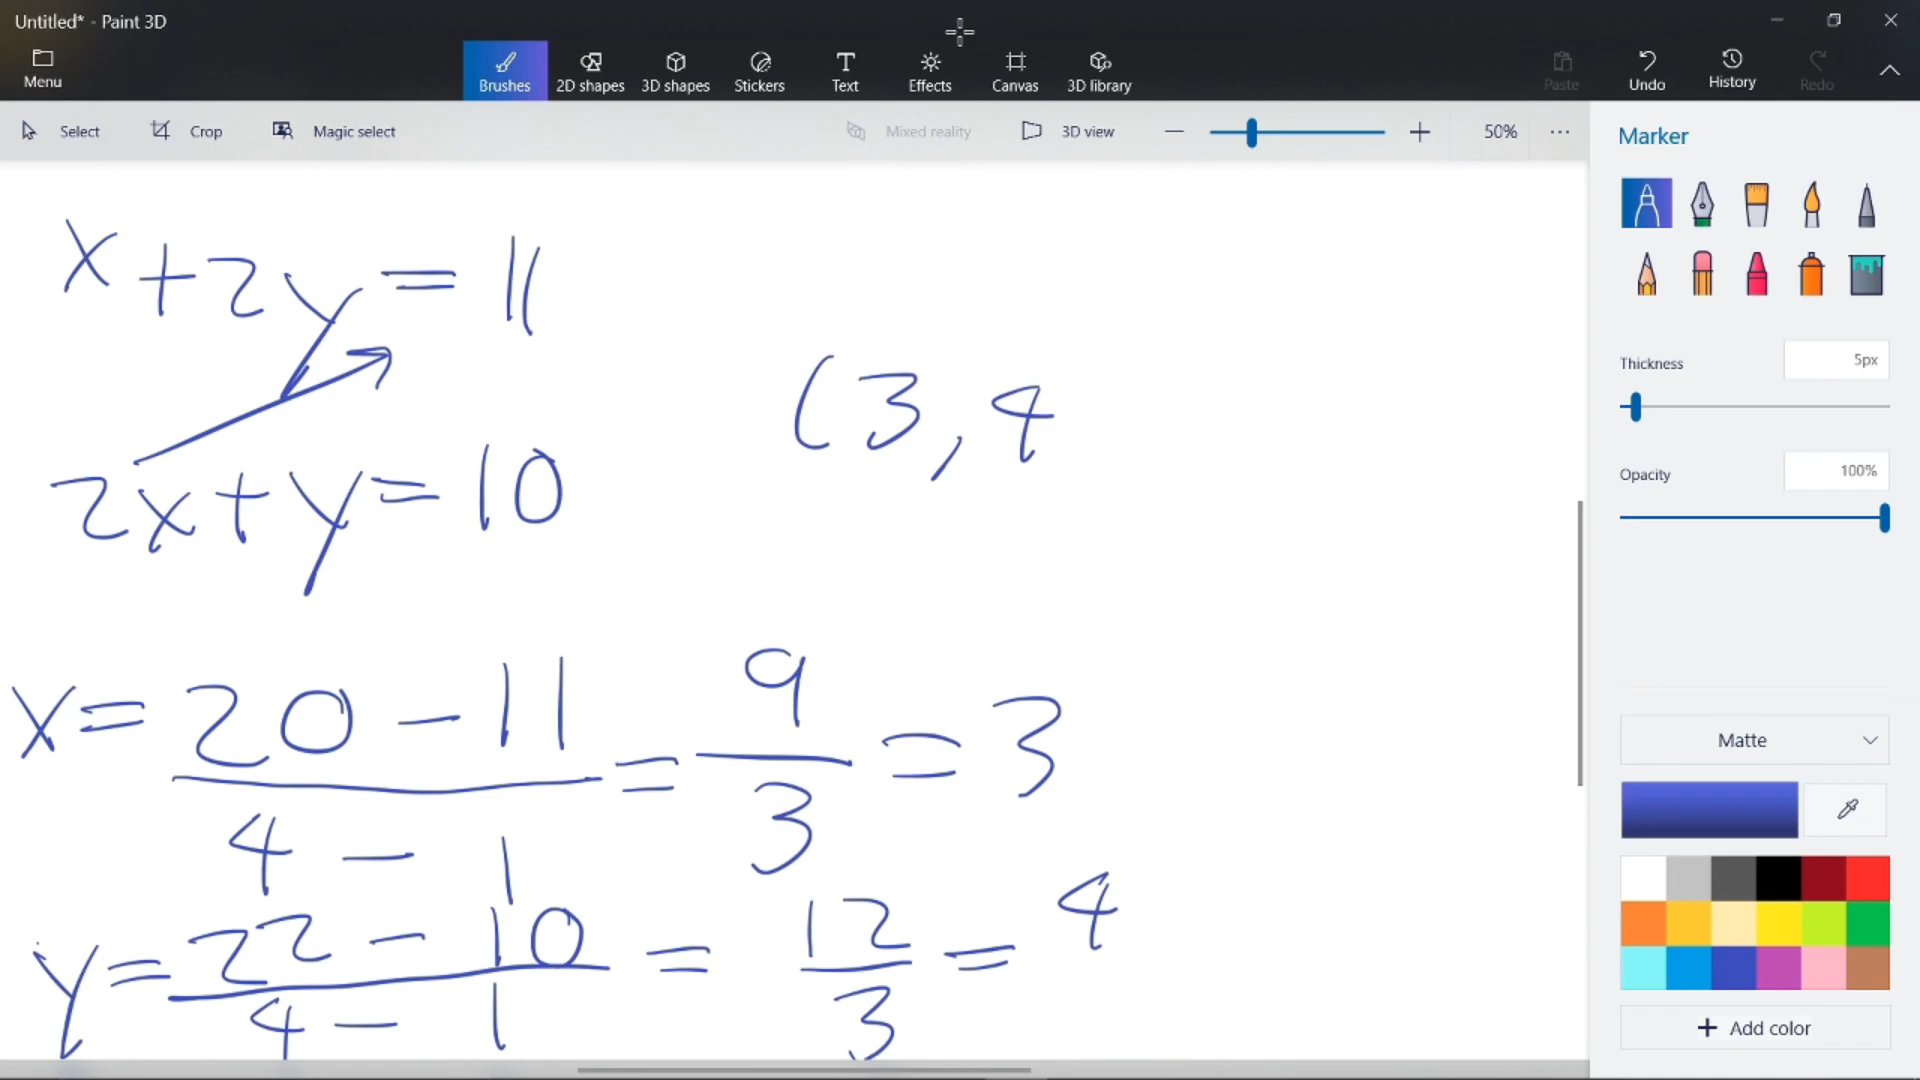 Untitled* - Paint 3D
Menu
Brushes
2D shapes
3D shapes
Stickers
Text
Effects
Canvas
3D library
Paste
Undo
History
Redo
Select
Crop
Magic select
Mixed reality
3D view
50%
Marker
Thickness
5px
Opacity
100%
Matte
Add color
x+2y=11
2x+y=10
(3,4
x=
20-11
4-1
=
9
3
=3
y=
22-10
4-1
=
12
3
=4